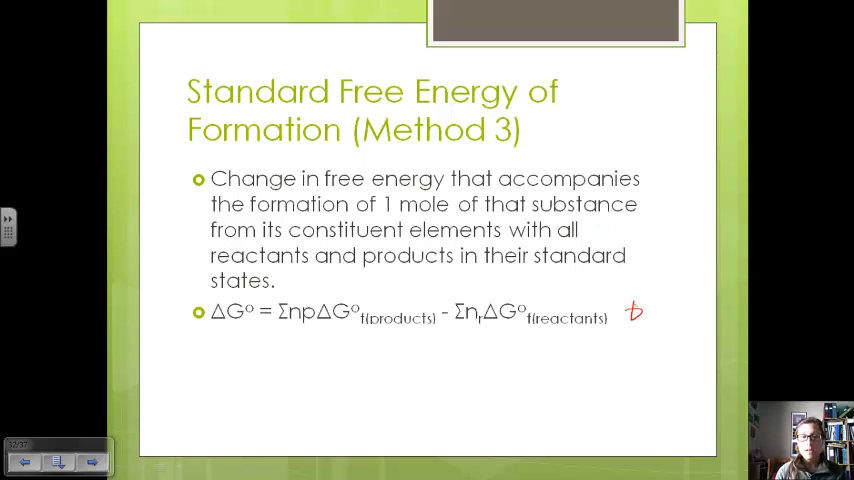 Standard Free Energy of
Formation (Method 3)
Change in free energy that accompanies
the formation of 1 mole of that substance
from its constituent elements with all
reactants and products in their standard
states.
ΔG° = ΣnpΔG°f(products) - ΣnrΔG°f(reactants)